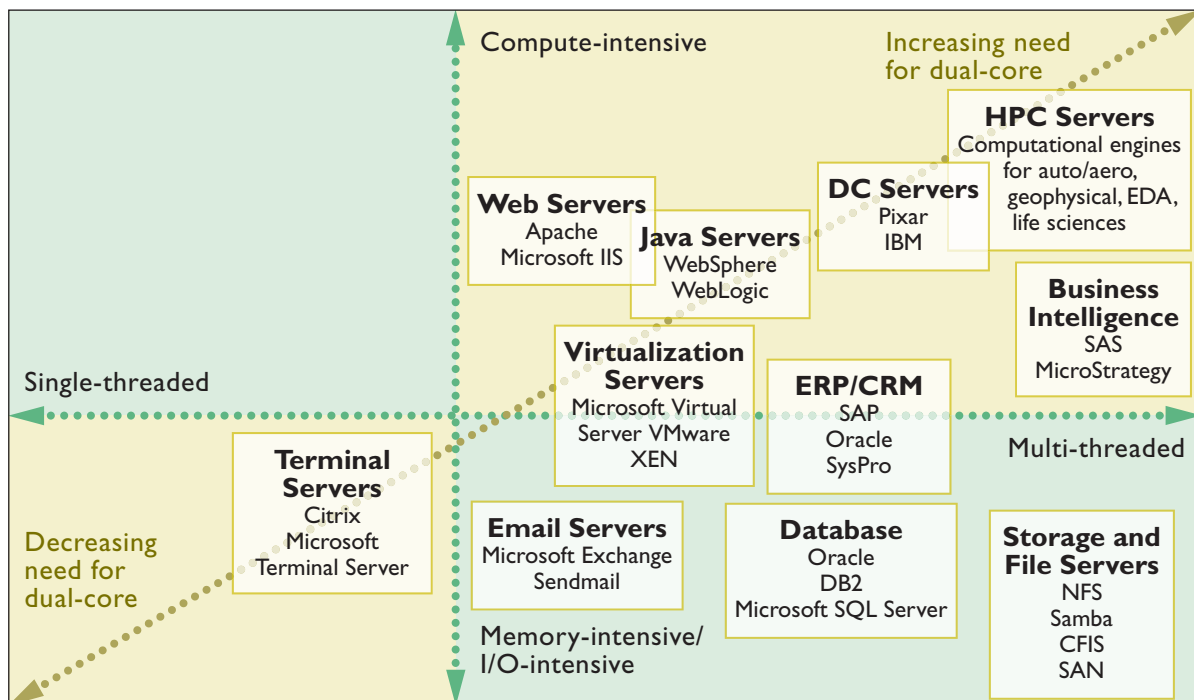 Compute-intensive
Increasing need
for dual-core
HPC Servers
Computational engines
for auto/aero,
geophysical, EDA,
life sciences
DC Servers
Pixar
IBM
Web Servers
Apache
Microsoft IIS
Java Servers
WebSphere
WebLogic
Business
Intelligence
SAS
MicroStrategy
Virtualization
Servers
Microsoft Virtual
Server VMware
XEN
ERP/CRM
SAP
Oracle
SysPro
Single-threaded
Multi-threaded
Terminal
Servers
Citrix
Microsoft
Terminal Server
Decreasing
need for
dual-core
Email Servers
Microsoft Exchange
Sendmail
Database
Oracle
DB2
Microsoft SQL Server
Storage and
File Servers
NFS
Samba
CFIS
SAN
Memory-intensive/
I/O-intensive